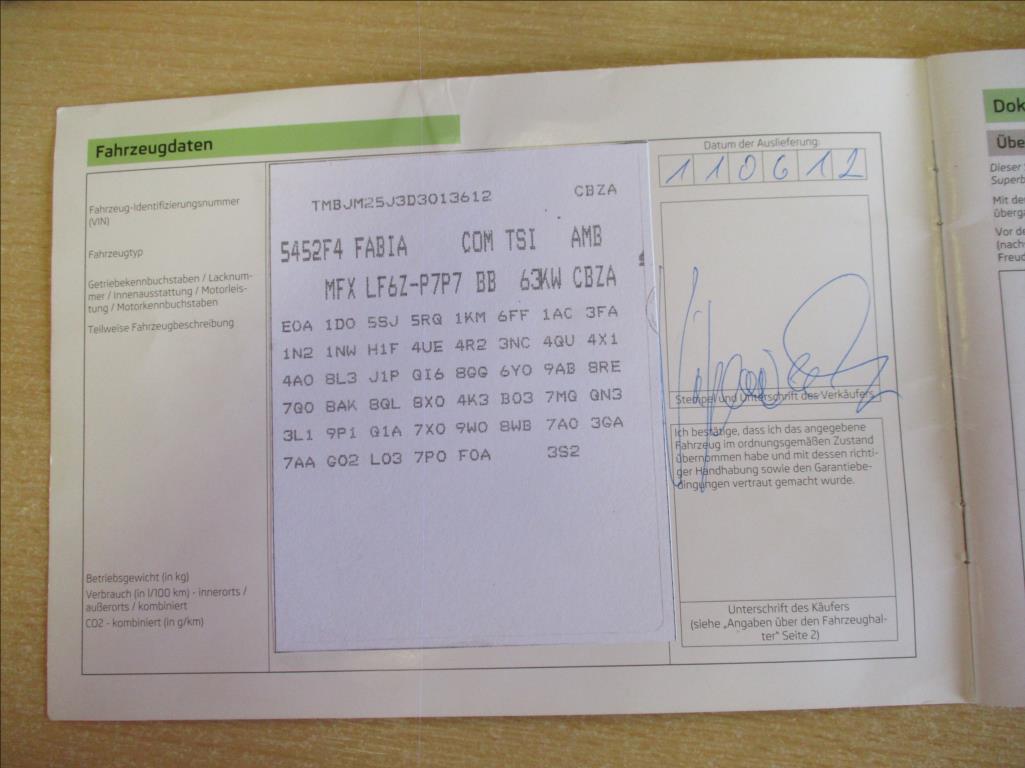 Fahrzeugdaten
Fahrzeug-Identifizierungsnummer
(VIN)
Fahrzeugtyp
Getriebekennbuchstaben / Lacknum-
mer / Innenausstattung / Motorleis-
tung / Motorkennbuchstaben
Teilweise Fahrzeugbeschreibung
Betriebsgewicht (in kg)
Verbrauch (in l/100 km) - innerorts /
außerorts / kombiniert
CO2 - kombiniert (in g/km)
TMBJM25J3D3013612 CBZA
5452F4 FABIA COM TSI AMB
MFX LF6Z-P7P7 BB 63KW CBZA
E0A 1D0 5SJ 5RQ 1KM 6FF 1AC 3FA
1N2 1NW H1F 4UE 4R2 3NC 4QU 4X1
4A0 8L3 J1P QI6 8GG 6Y0 9AB 8RE
7Q0 8AK 8QL 8X0 4K3 B03 7MG QN3
3L1 9P1 Q1A 7X0 9W0 8WB 7A0 3GA
7AA G02 L03 7P0 F0A 3S2
Datum der Auslieferung:
1 1 0 6 1 2
Stempel und Unterschrift des Verkäufers
Ich bestätige, dass ich das angegebene
Fahrzeug im ordnungsgemäßen Zustand
übernommen habe und mit dessen richti-
ger Handhabung sowie den Garantiebe-
dingungen vertraut gemacht wurde.
Unterschrift des Käufers
(siehe „Angaben über den Fahrzeughal-
ter" Seite 2)
Dok
Übe
Dieser
Superb
Mit de
überga
Vor de
(nach
Freud